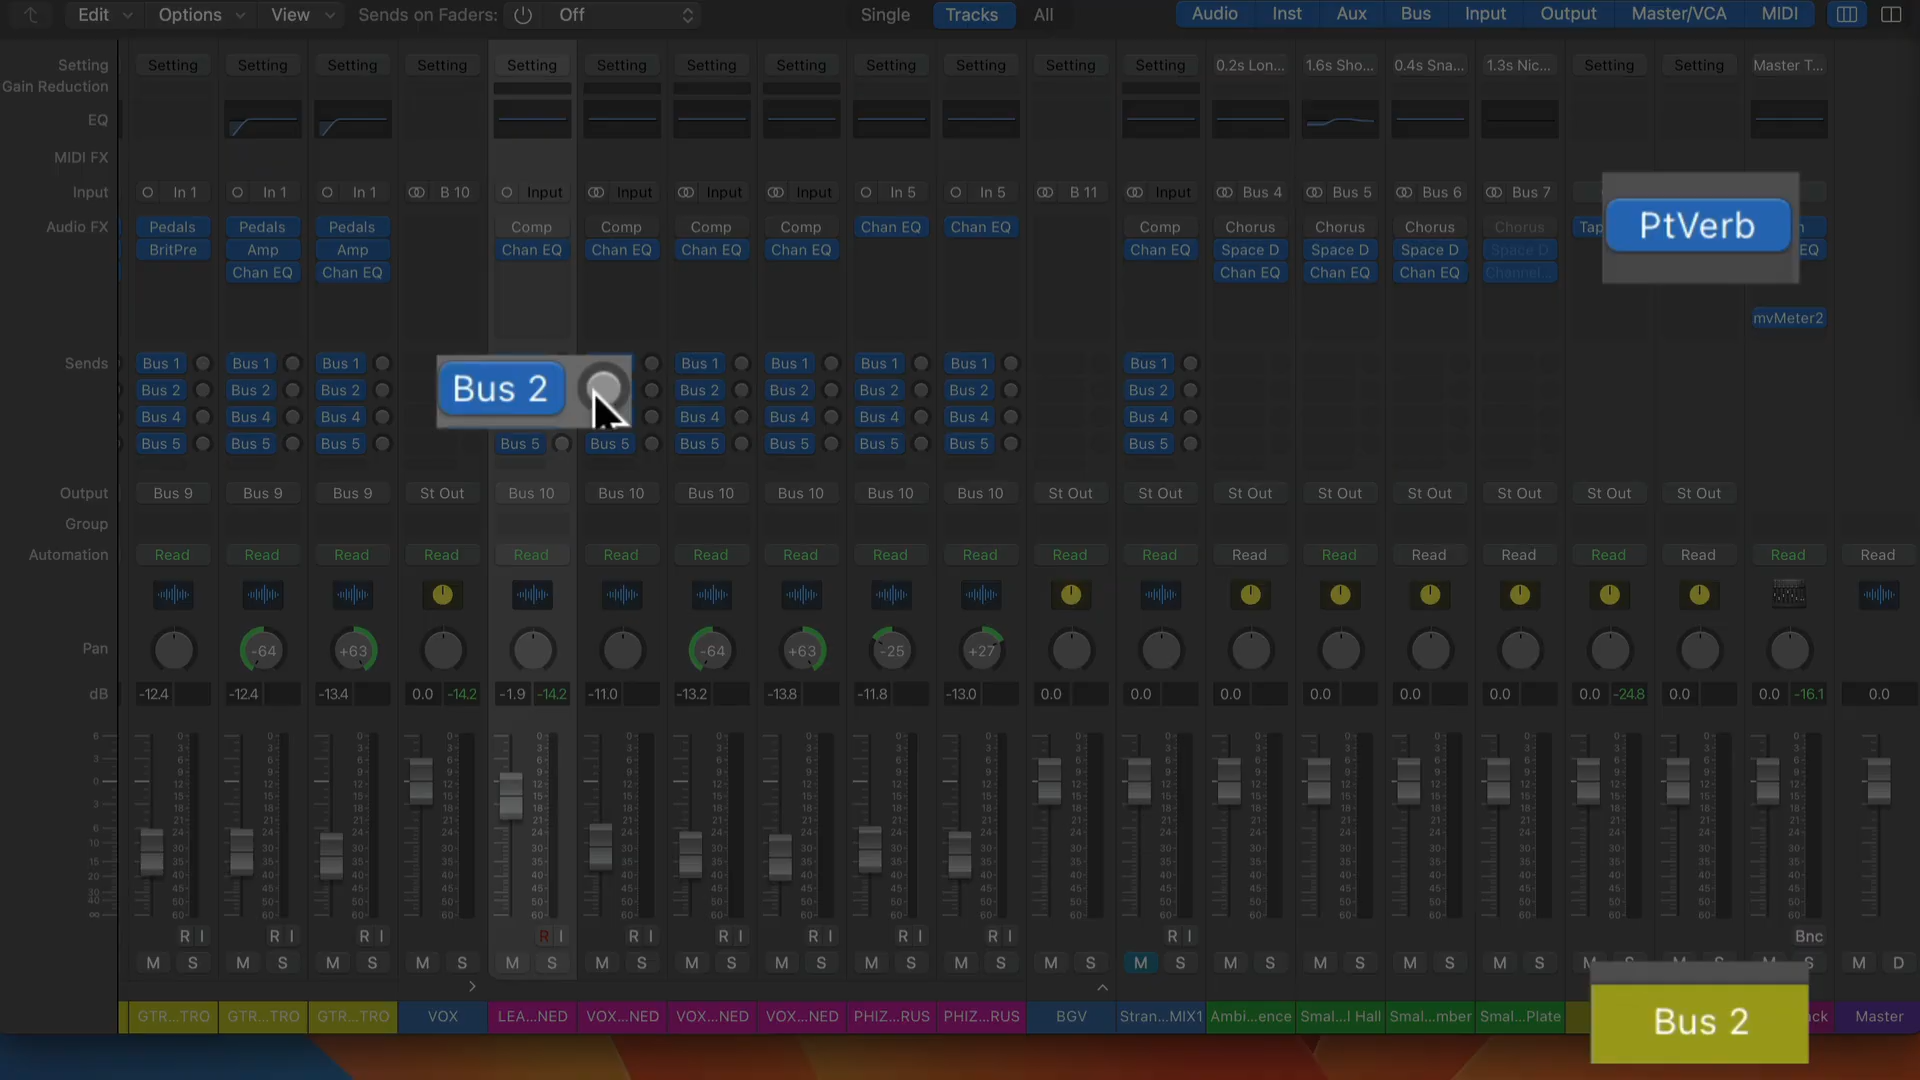 Edit Options View Sends on Faders: Off Single Tracks All Audio Inst Aux Bus Input Output Master/VCA MIDI
Setting Setting Setting Setting Setting Setting Setting Setting Setting Setting Setting Setting Setting 0.2s Lon... 1.6s Sho... 0.4s Sna... 1.3s Nic... Setting Setting Master T...
Gain Reduction
EQ
MIDI FX
Input In 1 In 1 In 1 B 10 Input Input Input Input In 5 In 5 B 11 Input Bus 4 Bus 5 Bus 6 Bus 7
Audio FX Pedals Pedals Pedals Comp Comp Comp Comp Chan EQ Chan EQ Comp Chorus Chorus Chorus Chorus Tap PtVerb
BritPre Amp Amp Chan EQ Chan EQ Chan EQ Chan EQ Chan EQ Space D Space D Space D Space D EQ
Chan EQ Chan EQ Chan EQ Chan EQ Chan EQ Channel...
mvMeter2
Sends Bus 1 Bus 1 Bus 1 Bus 1 Bus 1 Bus 1 Bus 1 Bus 1
Bus 2 Bus 2 Bus 2 Bus 2 Bus 2 Bus 2 Bus 2 Bus 2 Bus 2
Bus 4 Bus 4 Bus 4 Bus 4 Bus 4 Bus 4 Bus 4 Bus 4
Bus 5 Bus 5 Bus 5 Bus 5 Bus 5 Bus 5 Bus 5 Bus 5 Bus 5 Bus 5
Output Bus 9 Bus 9 Bus 9 St Out Bus 10 Bus 10 Bus 10 Bus 10 Bus 10 Bus 10 St Out St Out St Out St Out St Out St Out St Out St Out
Group
Automation Read Read Read Read Read Read Read Read Read Read Read Read Read Read Read Read Read Read Read Read
Pan -64 +63 -64 +63 -25 +27
dB -12.4 -12.4 -13.4 0.0 -14.2 -1.9 -14.2 -11.0 -13.2 -13.8 -11.8 -13.0 0.0 0.0 0.0 0.0 0.0 0.0 0.0 -24.8 0.0 0.0 -16.1 0.0
R I R I R I R I R I R I R I R I R I R I Bnc
M S M S M S M S M S M S M S M S M S M S M S M S M S M S M S M S M S M S M S M D
GTR...TRO GTR...TRO GTR...TRO VOX LEA...NED VOX...NED VOX...NED VOX...NED PHIZ...RUS PHIZ...RUS BGV Stran...MIX1 Ambi...ence Smal...l Hall Smal...mber Smal...Plate Bus 2 ck Master